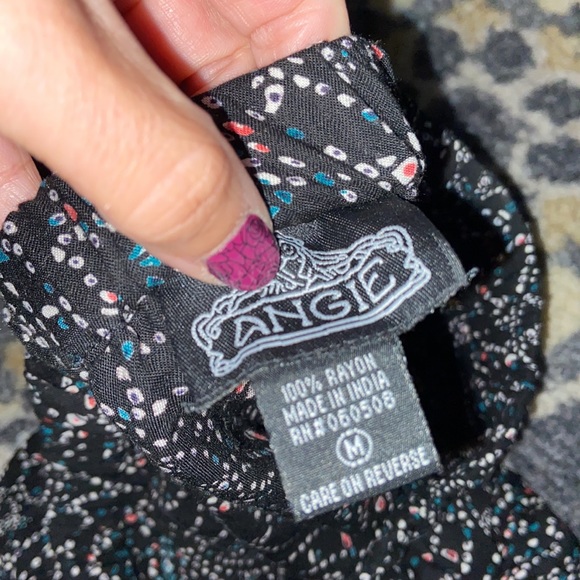 ANGIE
100% RAYON
MADE IN INDIA
RN# 060508
M
CARE ON REVERSE